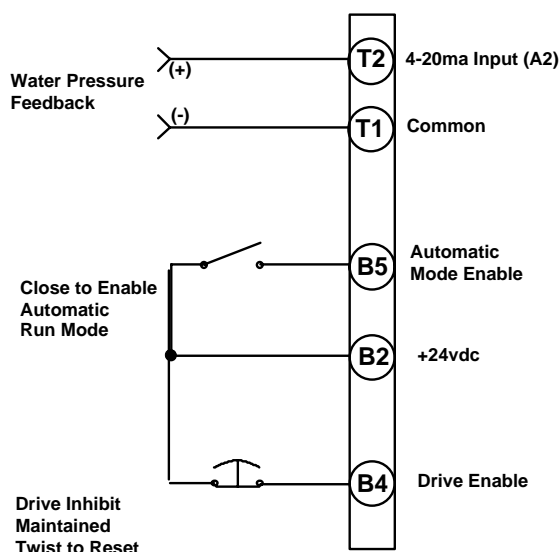 T2 4-20ma Input (A2)
(+)
Water Pressure
Feedback
(-)
T1 Common
B5 Automatic
Mode Enable
Close to Enable
Automatic
Run Mode
B2 +24vdc
B4 Drive Enable
Drive Inhibit
Maintained
Twist to Reset